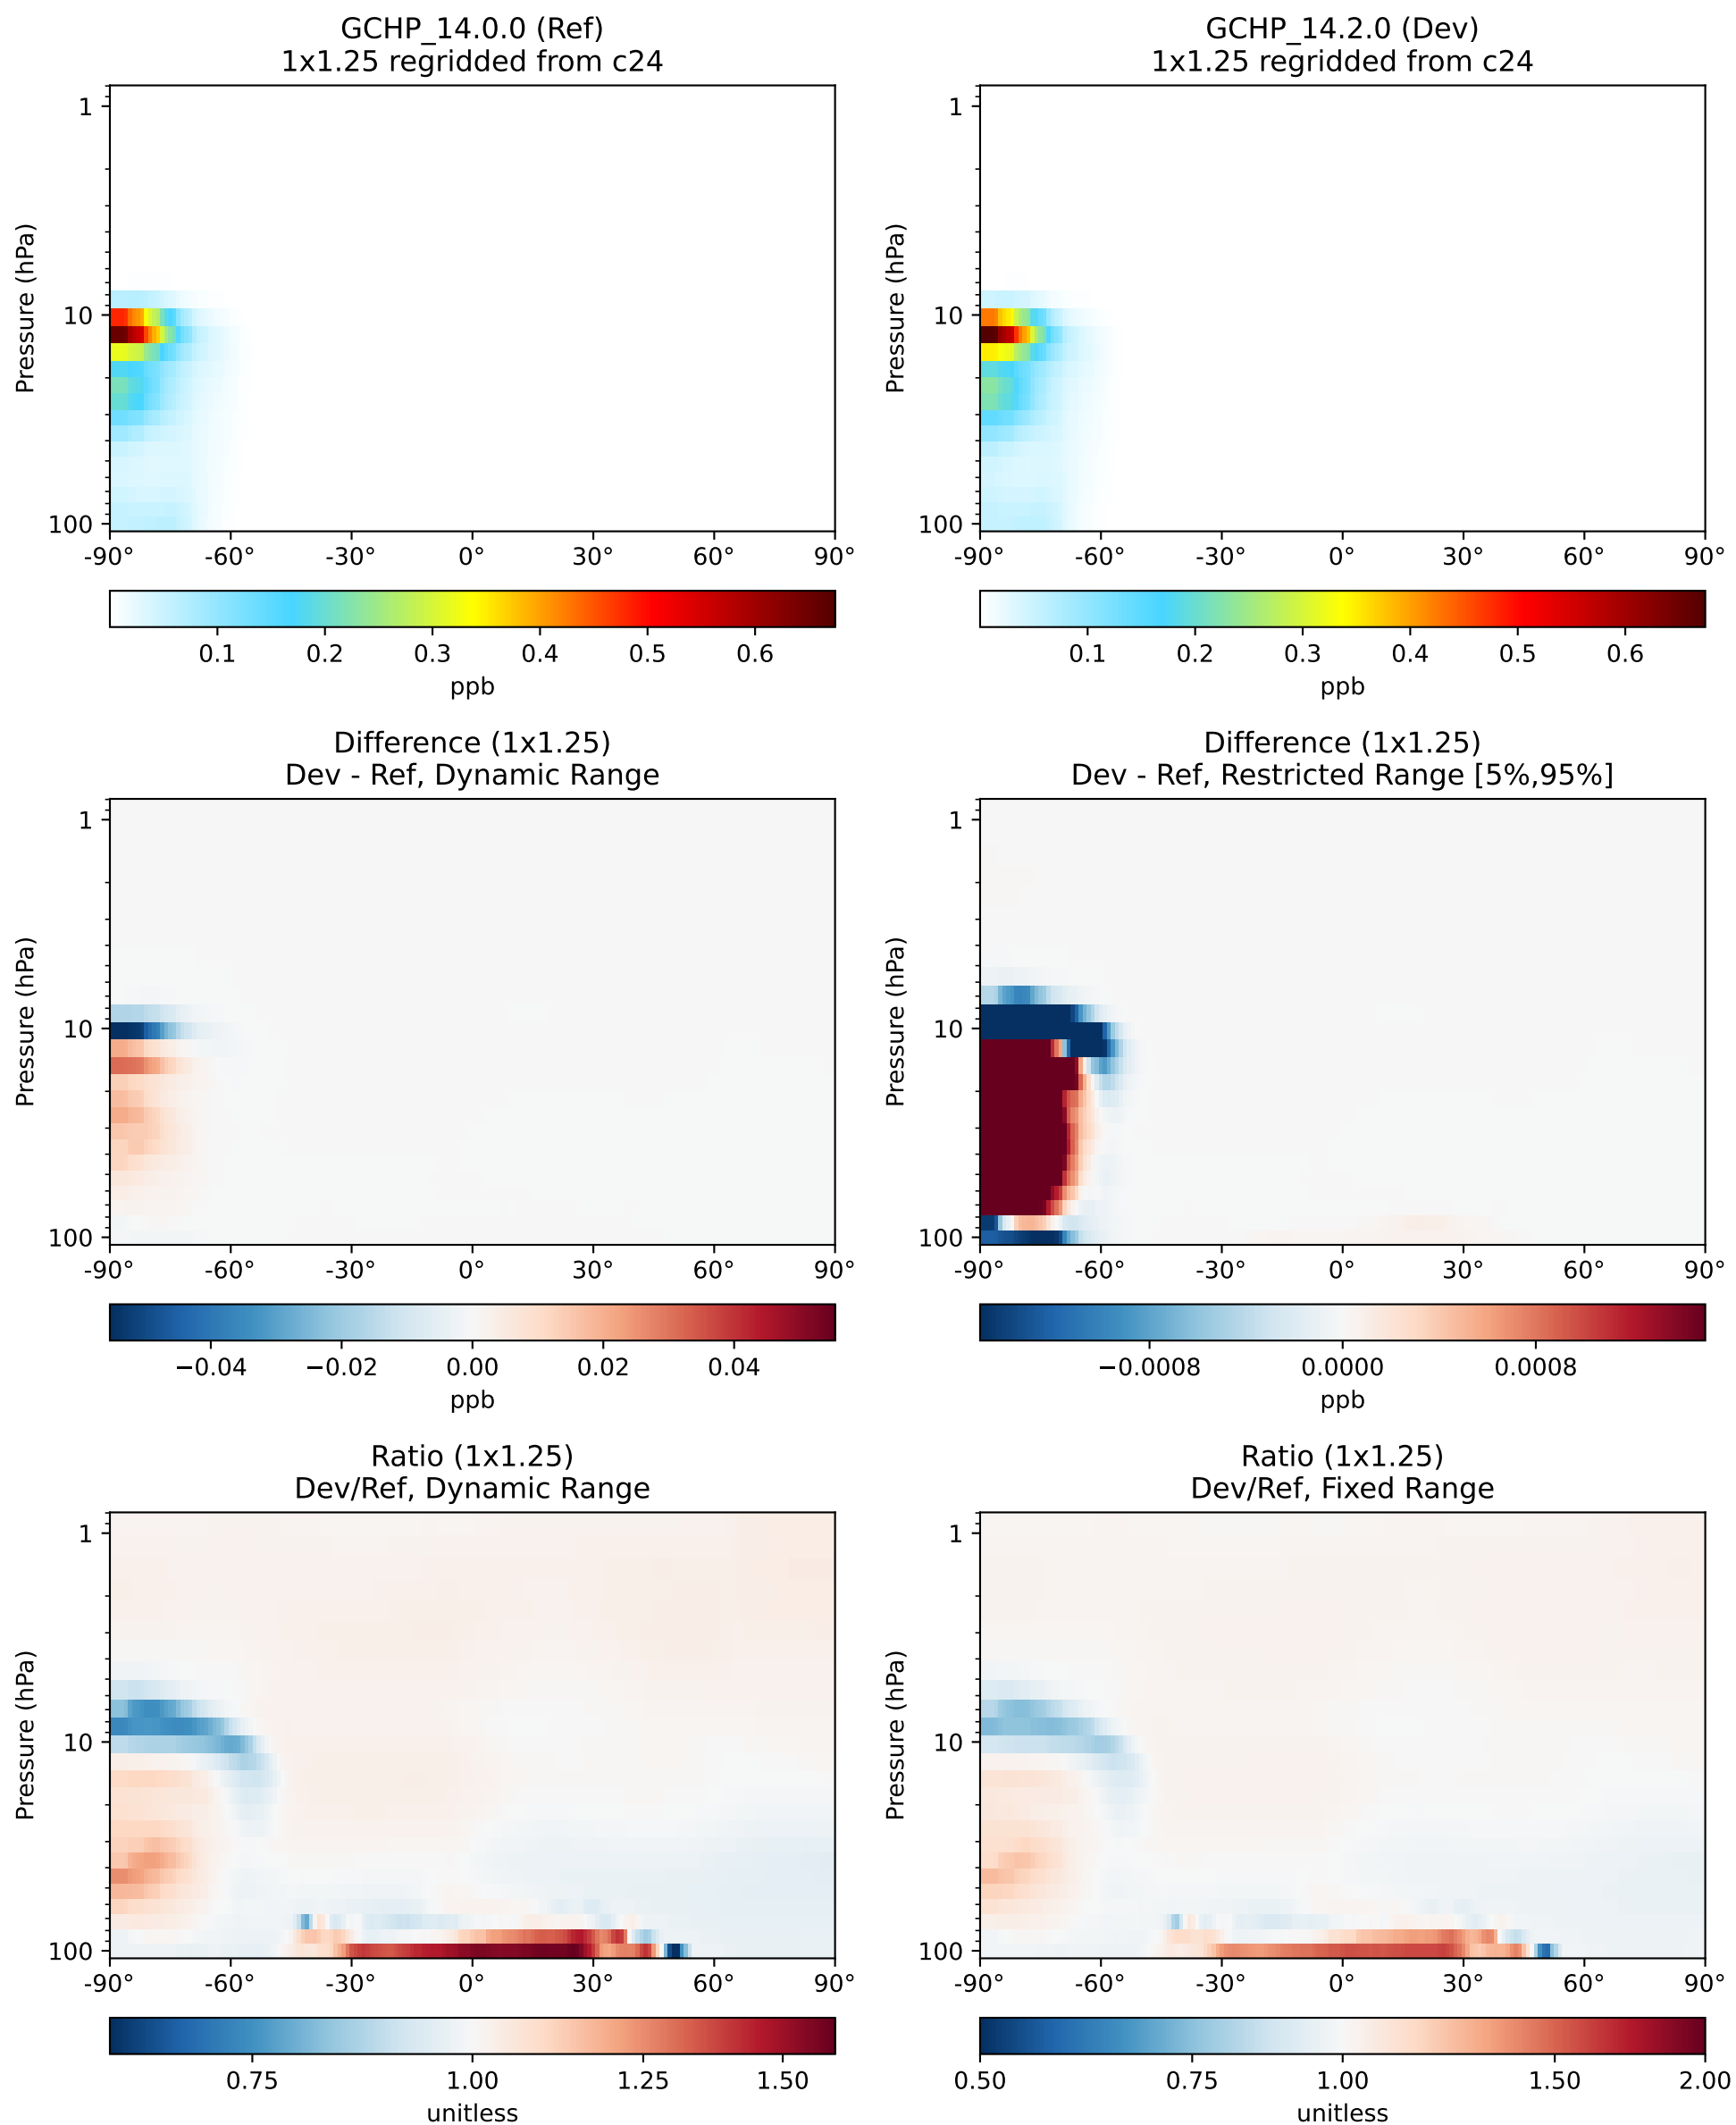 GCHP_14.0.0 (Ref)
1x1.25 regridded from c24
Pressure (hPa)
1
10
100
-90° -60° -30° 0° 30° 60° 90°
0.1 0.2 0.3 0.4 0.5 0.6
ppb
GCHP_14.2.0 (Dev)
1x1.25 regridded from c24
Pressure (hPa)
1
10
100
-90° -60° -30° 0° 30° 60° 90°
0.1 0.2 0.3 0.4 0.5 0.6
ppb
Difference (1x1.25)
Dev - Ref, Dynamic Range
Pressure (hPa)
1
10
100
-90° -60° -30° 0° 30° 60° 90°
−0.04 −0.02 0.00 0.02 0.04
ppb
Difference (1x1.25)
Dev - Ref, Restricted Range [5%,95%]
Pressure (hPa)
1
10
100
-90° -60° -30° 0° 30° 60° 90°
−0.0008 0.0000 0.0008
ppb
Ratio (1x1.25)
Dev/Ref, Dynamic Range
Pressure (hPa)
1
10
100
-90° -60° -30° 0° 30° 60° 90°
0.75 1.00 1.25 1.50
unitless
Ratio (1x1.25)
Dev/Ref, Fixed Range
Pressure (hPa)
1
10
100
-90° -60° -30° 0° 30° 60° 90°
0.50 0.75 1.00 1.50 2.00
unitless